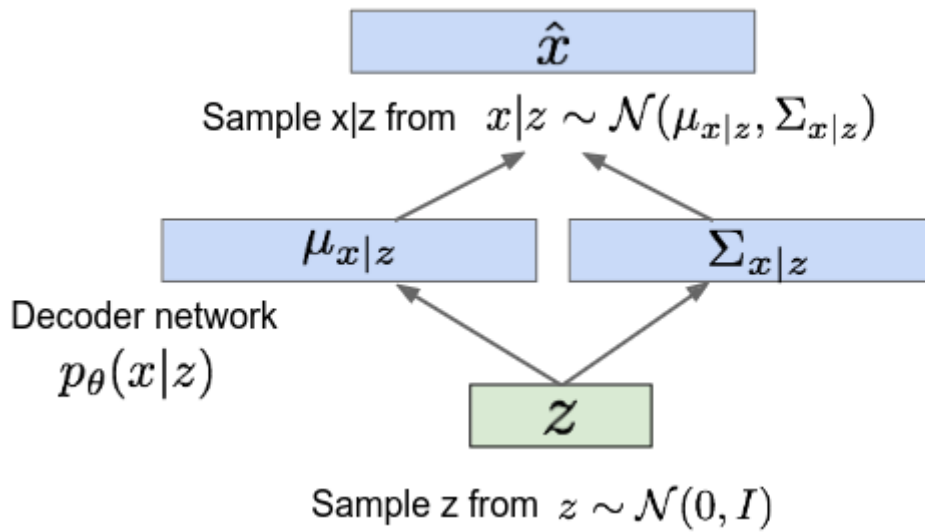 x̂
Sample x|z from x|z ∼ 𝒩(μ_{x|z}, Σ_{x|z})
μ_{x|z} Σ_{x|z}
Decoder network
p_θ(x|z)
z
Sample z from z ∼ 𝒩(0, I)